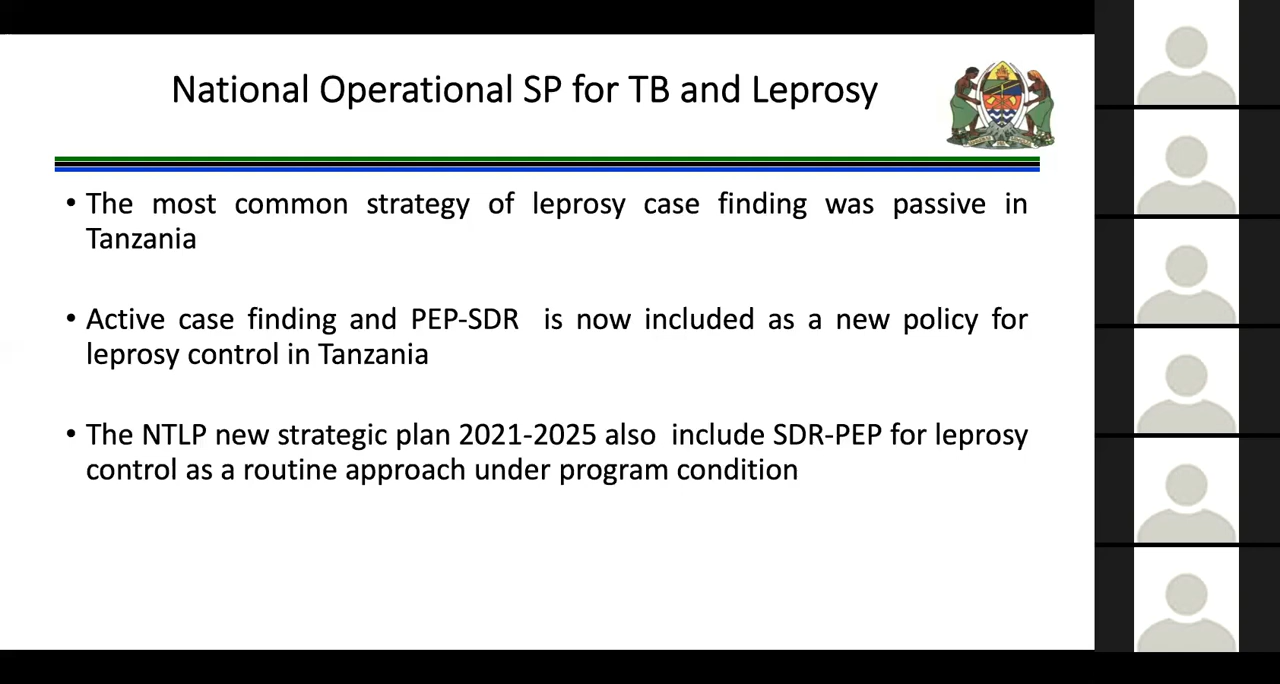 National Operational SP for TB and Leprosy
• The most common strategy of leprosy case finding was passive in
Tanzania
• Active case finding and PEP-SDR is now included as a new policy for
leprosy control in Tanzania
• The NTLP new strategic plan 2021-2025 also include SDR-PEP for leprosy
control as a routine approach under program condition